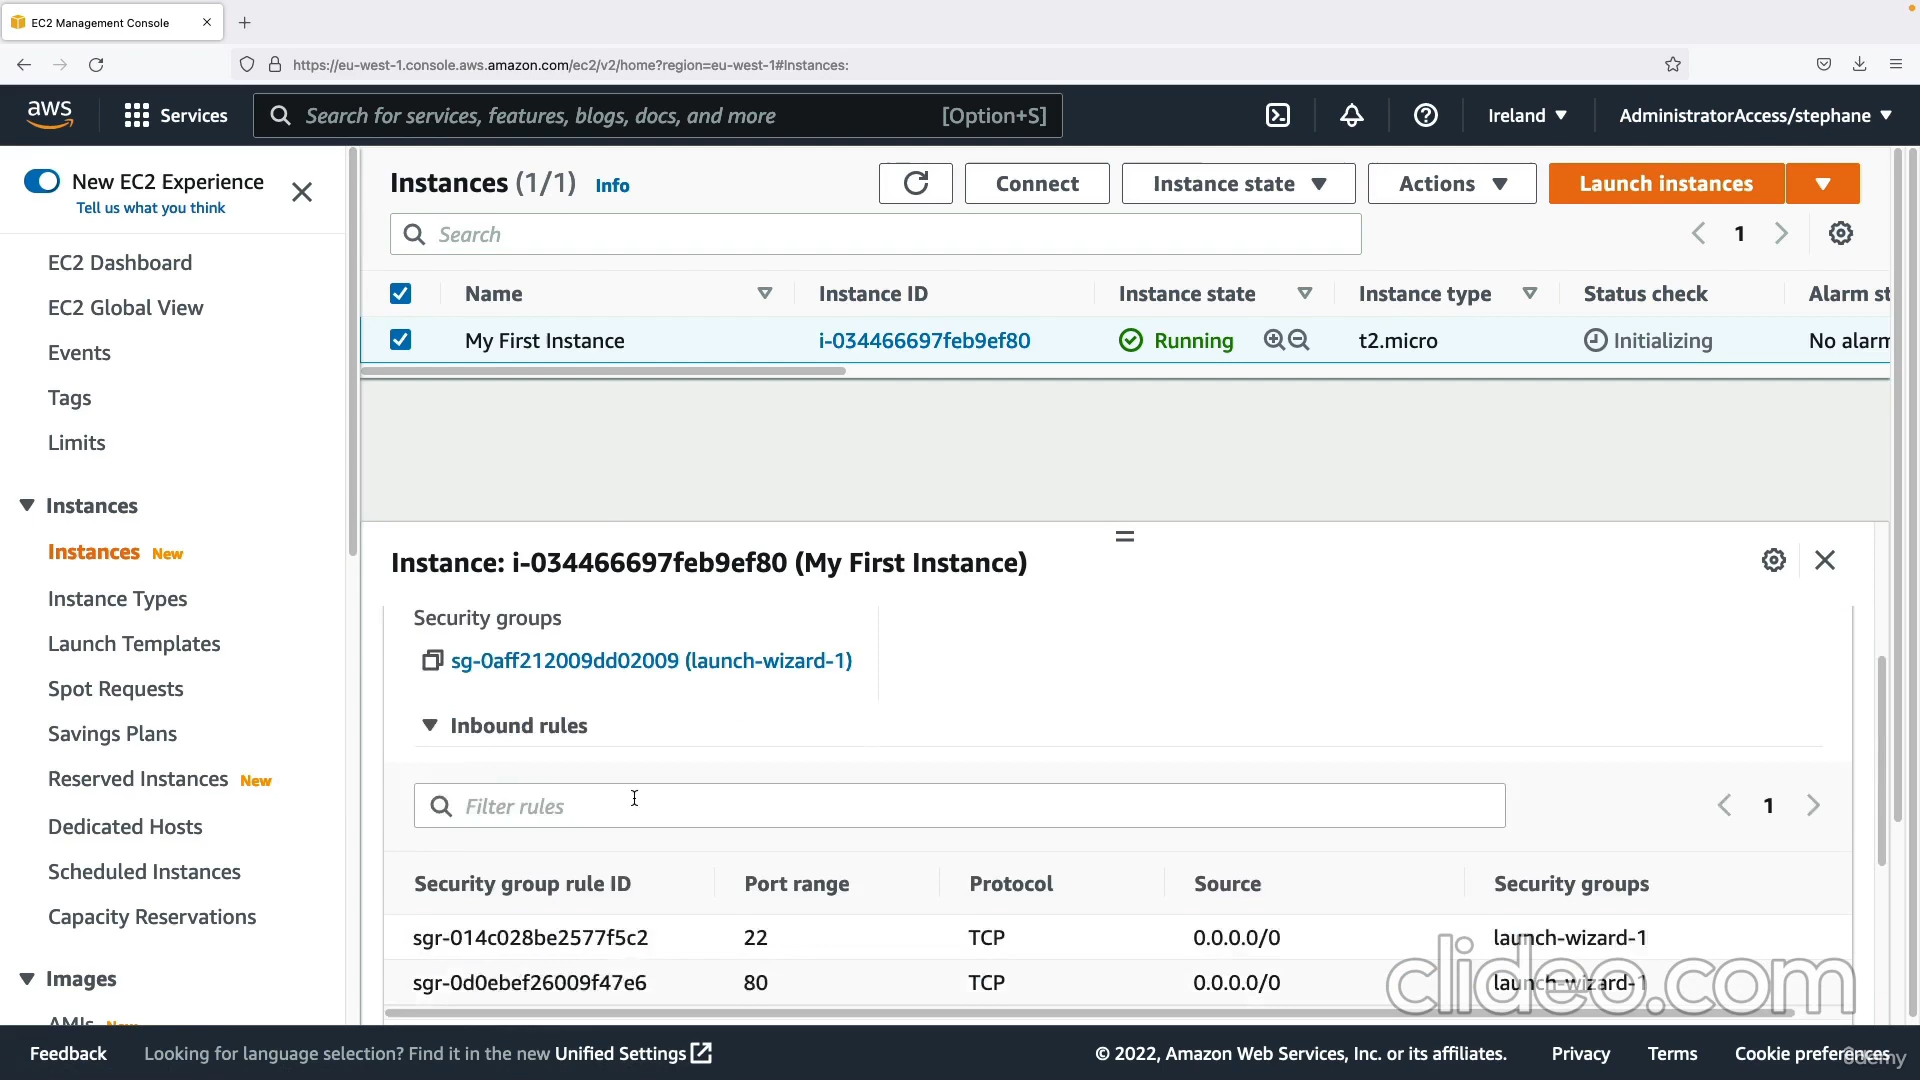 EC2 Management Console
https://eu-west-1.console.aws.amazon.com/ec2/v2/home?region=eu-west-1#Instances:
aws
Services
Search for services, features, blogs, docs, and more
[Option+S]
Ireland
AdministratorAccess/stephane
New EC2 Experience
Tell us what you think
EC2 Dashboard
EC2 Global View
Events
Tags
Limits
Instances
Instances New
Instance Types
Launch Templates
Spot Requests
Savings Plans
Reserved Instances New
Dedicated Hosts
Scheduled Instances
Capacity Reservations
Images
AMIs New
Instances (1/1) Info
Connect
Instance state
Actions
Launch instances
Search
1
Name Instance ID Instance state Instance type Status check Alarm st
My First Instance i-034466697feb9ef80 Running t2.micro Initializing No alarm
Instance: i-034466697feb9ef80 (My First Instance)
Security groups
sg-0aff212009dd02009 (launch-wizard-1)
Inbound rules
Filter rules
1
Security group rule ID Port range Protocol Source Security groups
sgr-014c028be2577f5c2 22 TCP 0.0.0.0/0 launch-wizard-1
sgr-0d0ebef26009f47e6 80 TCP 0.0.0.0/0 launch-wizard-1
clideo.com
Feedback
Looking for language selection? Find it in the new Unified Settings
© 2022, Amazon Web Services, Inc. or its affiliates.
Privacy
Terms
Cookie preferences
ûdemy